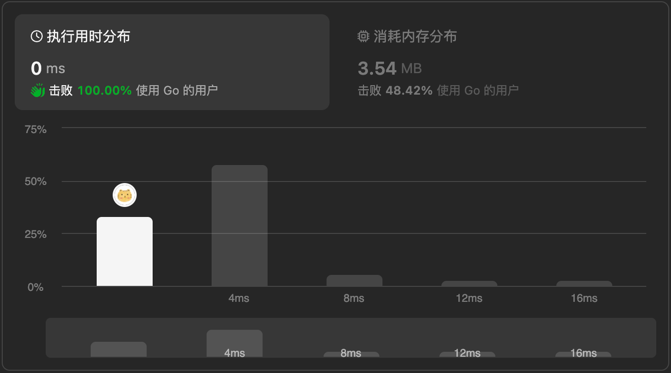 执行用时分布
0 ms
击败 100.00% 使用 Go 的用户
消耗内存分布
3.54 MB
击败 48.42% 使用 Go 的用户
75%
50%
25%
0%
4ms 8ms 12ms 16ms
4ms 8ms 12ms 16ms